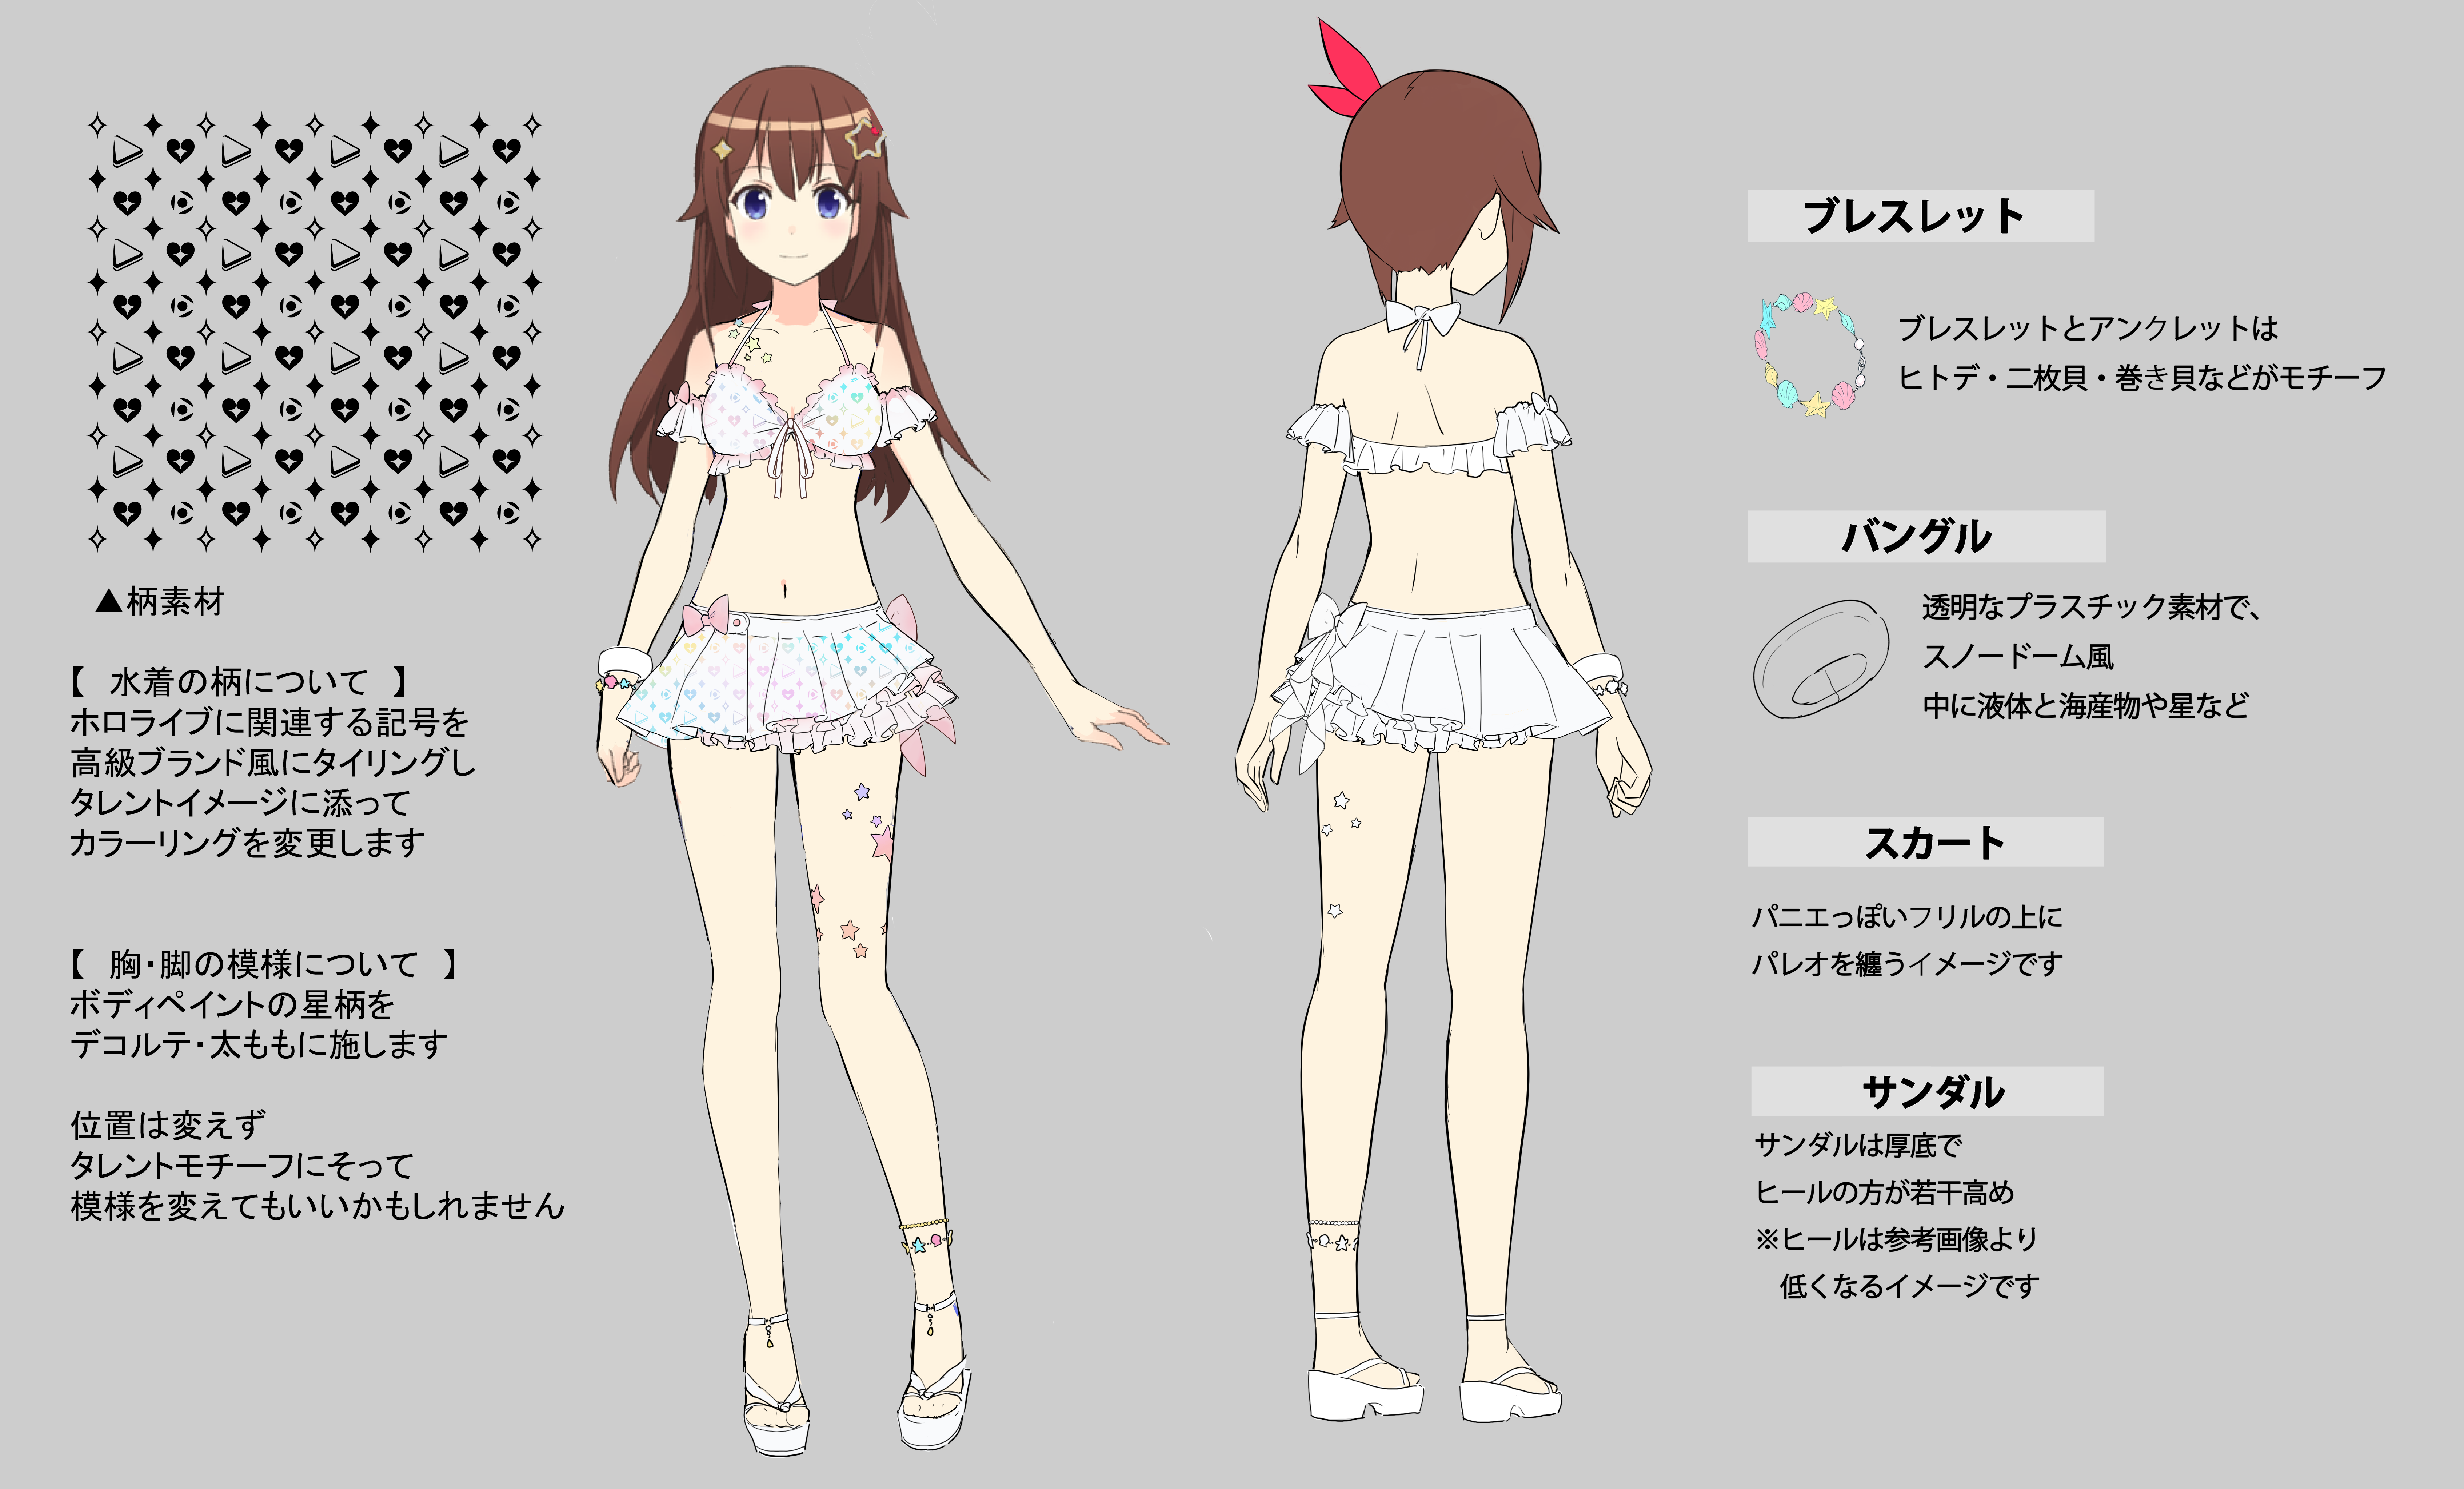 ▲柄素材
【 水着の柄について 】
ホロライブに関連する記号を
高級ブランド風にタイリングし
タレントイメージに添って
カラーリングを変更します
【 胸・脚の模様について 】
ボディペイントの星柄を
デコルテ・太ももに施します
位置は変えず
タレントモチーフにそって
模様を変えてもいいかもしれません
ブレスレット
ブレスレットとアンクレットは
ヒトデ・二枚貝・巻き貝などがモチーフ
バングル
透明なプラスチック素材で、
スノードーム風
中に液体と海産物や星など
スカート
パニエっぽいフリルの上に
パレオを纏うイメージです
サンダル
サンダルは厚底で
ヒールの方が若干高め
※ヒールは参考画像より
低くなるイメージです